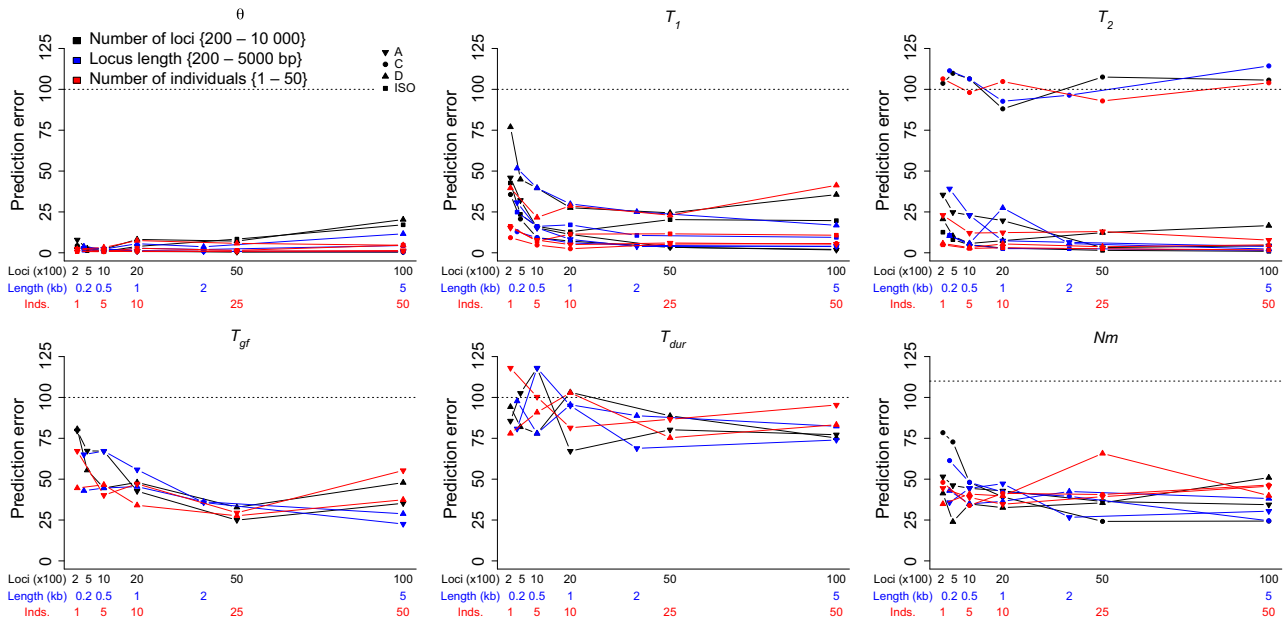 θ
T1
T2
Number of loci {200 – 10 000}
Locus length {200 – 5000 bp}
Number of individuals {1 – 50}
A
C
D
ISO
Prediction error
0 25 50 75 100 125
Prediction error
0 25 50 75 100 125
Prediction error
0 25 50 75 100 125
Loci (x100) 2 5 10 20 50 100
Length (kb) 0.2 0.5 1 2 5
Inds. 1 5 10 25 50
Loci (x100) 2 5 10 20 50 100
Length (kb) 0.2 0.5 1 2 5
Inds. 1 5 10 25 50
Loci (x100) 2 5 10 20 50 100
Length (kb) 0.2 0.5 1 2 5
Inds. 1 5 10 25 50
Tgf
Tdur
Nm
Prediction error
0 25 50 75 100 125
Prediction error
0 25 50 75 100 125
Prediction error
0 25 50 75 100 125
Loci (x100) 2 5 10 20 50 100
Length (kb) 0.2 0.5 1 2 5
Inds. 1 5 10 25 50
Loci (x100) 2 5 10 20 50 100
Length (kb) 0.2 0.5 1 2 5
Inds. 1 5 10 25 50
Loci (x100) 2 5 10 20 50 100
Length (kb) 0.2 0.5 1 2 5
Inds. 1 5 10 25 50